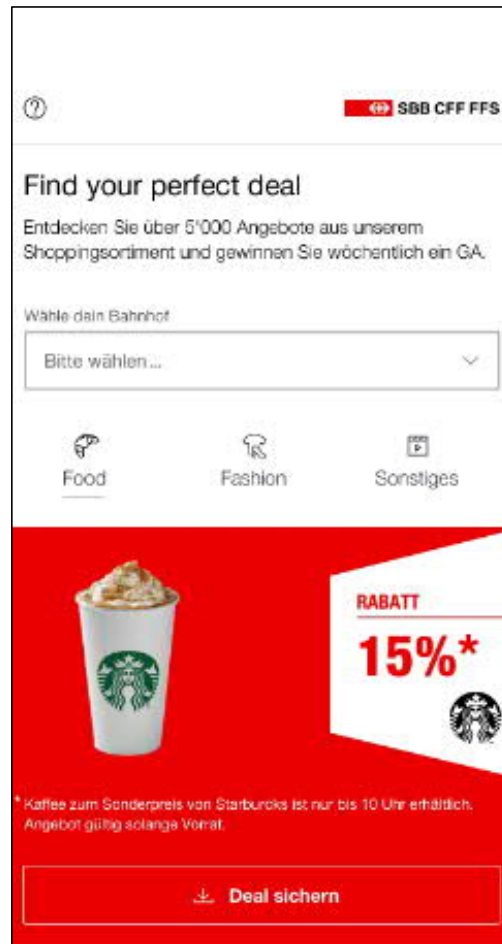 SBB CFF FFS
Find your perfect deal
Entdecken Sie über 5'000 Angebote aus unserem
Shoppingsortiment und gewinnen Sie wöchentlich ein GA.
Wähle dein Bahnhof
Bitte wählen...
Food Fashion Sonstiges
RABATT
15%*
* Kaffee zum Sonderpreis von Starburcks ist nur bis 10 Uhr erhältlich.
Angebot gültig solange Vorrat.
Deal sichern